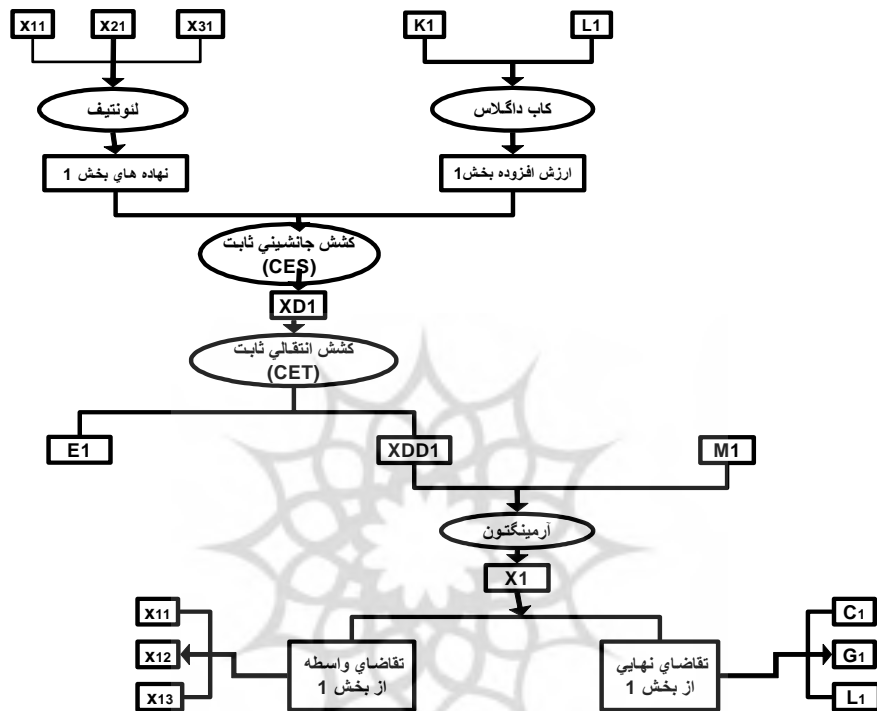 x11 x21 x31 K1 L1
لئونتيف
كاب داگلاس
نهاده هاي بخش 1
ارزش افزوده بخش1
كشش جانشيني ثابت
(CES)
XD1
كشش انتقالي ثابت
(CET)
E1 XDD1 M1
آرمينگتون
X1
x11
x12
x13
تقاضاي واسطه
از بخش 1
تقاضاي نهايي
از بخش 1
C1
G1
L1